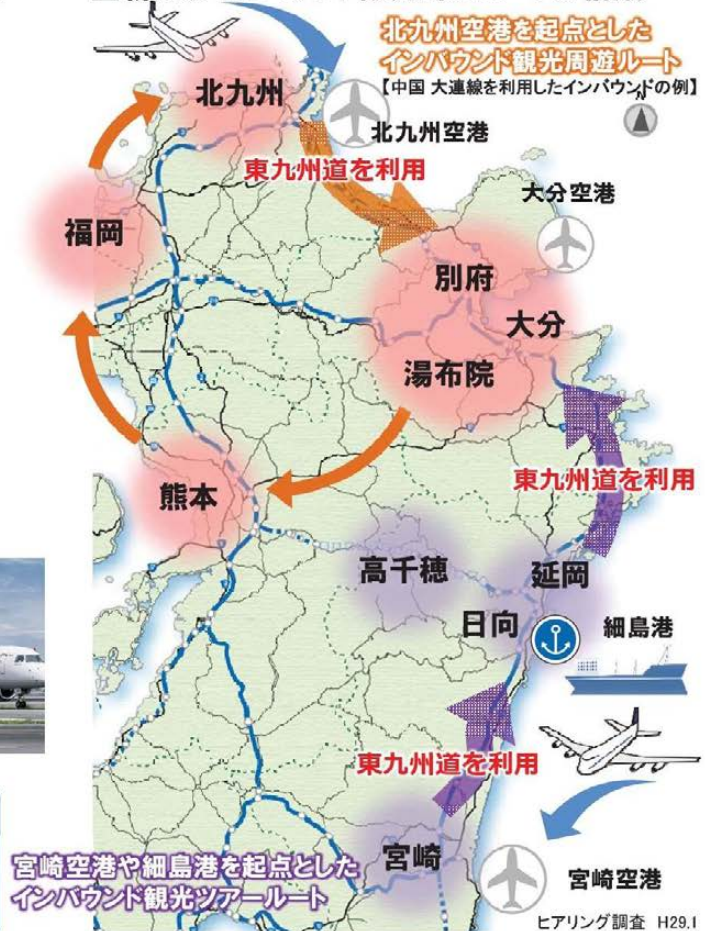 北九州空港を起点とした
インバウンド観光周遊ルート
【中国 大連線を利用したインバウンドの例】
N
北九州
北九州空港
東九州道を利用
大分空港
福岡
別府
大分
湯布院
東九州道を利用
熊本
高千穂
延岡
日向
細島港
東九州道を利用
宮崎空港や細島港を起点とした
インバウンド観光ツアールート
宮崎
宮崎空港
ヒアリング調査 H29.1